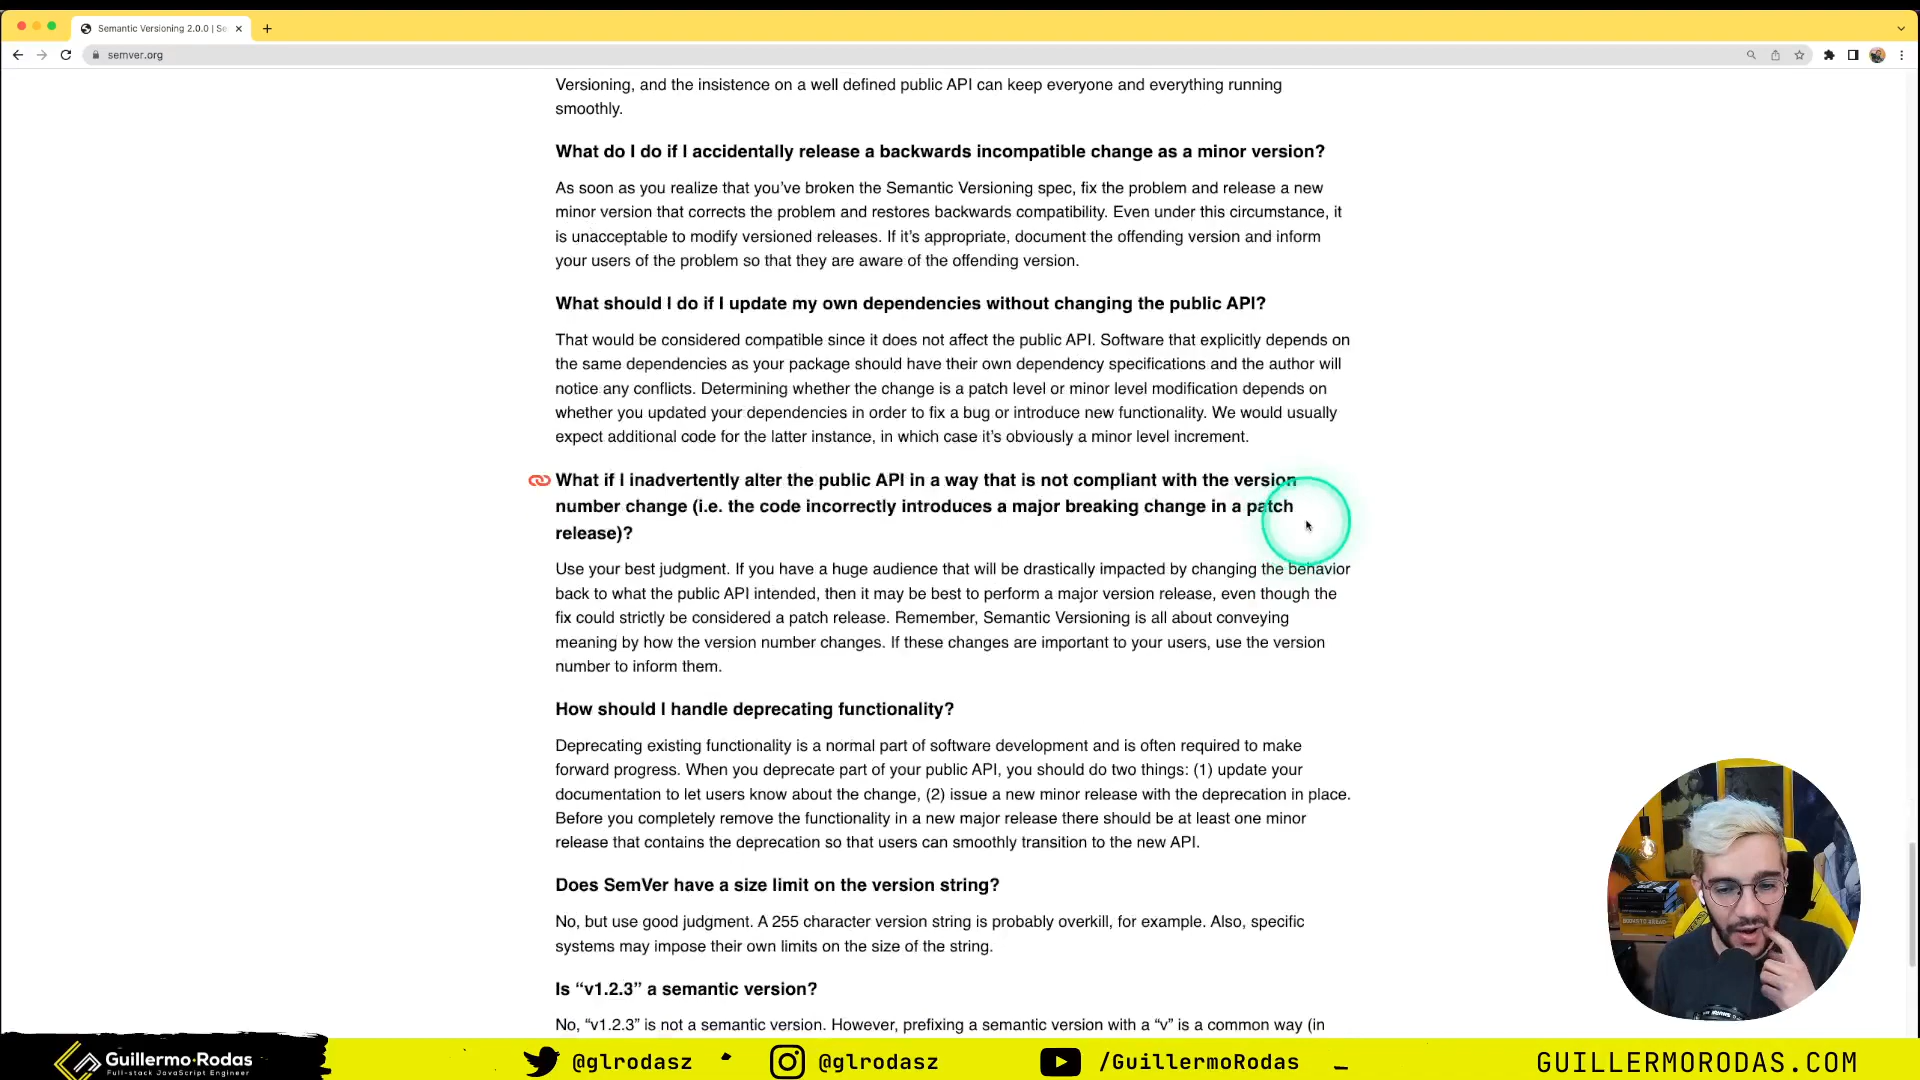 Semantic Versioning 2.0.0 | Se
semver.org
Versioning, and the insistence on a well defined public API can keep everyone and everything running
smoothly.
What do I do if I accidentally release a backwards incompatible change as a minor version?
As soon as you realize that you’ve broken the Semantic Versioning spec, fix the problem and release a new
minor version that corrects the problem and restores backwards compatibility. Even under this circumstance, it
is unacceptable to modify versioned releases. If it’s appropriate, document the offending version and inform
your users of the problem so that they are aware of the offending version.
What should I do if I update my own dependencies without changing the public API?
That would be considered compatible since it does not affect the public API. Software that explicitly depends on
the same dependencies as your package should have their own dependency specifications and the author will
notice any conflicts. Determining whether the change is a patch level or minor level modification depends on
whether you updated your dependencies in order to fix a bug or introduce new functionality. We would usually
expect additional code for the latter instance, in which case it’s obviously a minor level increment.
What if I inadvertently alter the public API in a way that is not compliant with the version
number change (i.e. the code incorrectly introduces a major breaking change in a patch
release)?
Use your best judgment. If you have a huge audience that will be drastically impacted by changing the behavior
back to what the public API intended, then it may be best to perform a major version release, even though the
fix could strictly be considered a patch release. Remember, Semantic Versioning is all about conveying
meaning by how the version number changes. If these changes are important to your users, use the version
number to inform them.
How should I handle deprecating functionality?
Deprecating existing functionality is a normal part of software development and is often required to make
forward progress. When you deprecate part of your public API, you should do two things: (1) update your
documentation to let users know about the change, (2) issue a new minor release with the deprecation in place.
Before you completely remove the functionality in a new major release there should be at least one minor
release that contains the deprecation so that users can smoothly transition to the new API.
Does SemVer have a size limit on the version string?
No, but use good judgment. A 255 character version string is probably overkill, for example. Also, specific
systems may impose their own limits on the size of the string.
Is “v1.2.3” a semantic version?
No, “v1.2.3” is not a semantic version. However, prefixing a semantic version with a “v” is a common way (in
Guillermo·Rodas
Full-stack JavaScript Engineer
@glrodasz
@glrodasz
/GuillermoRodas
GUILLERMORODAS.COM